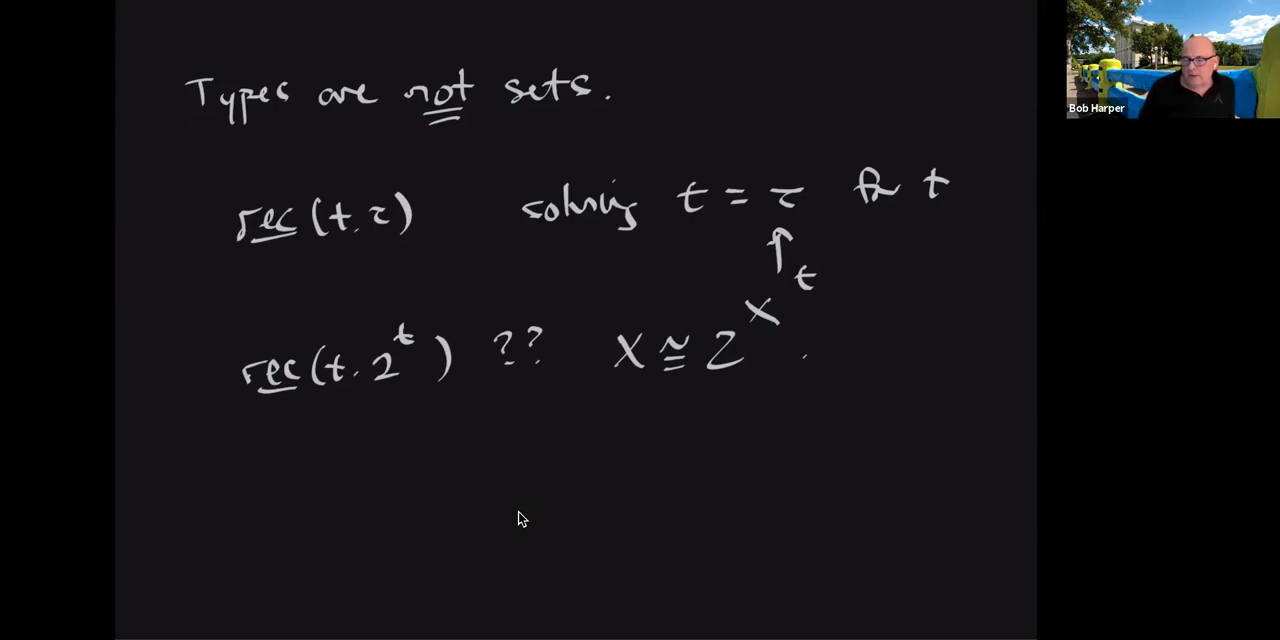 Types are not sets.
rec(t.τ) solving t = τ for t
↑ t
rec(t.2^t) ?? X ≅ 2^X.
Bob Harper